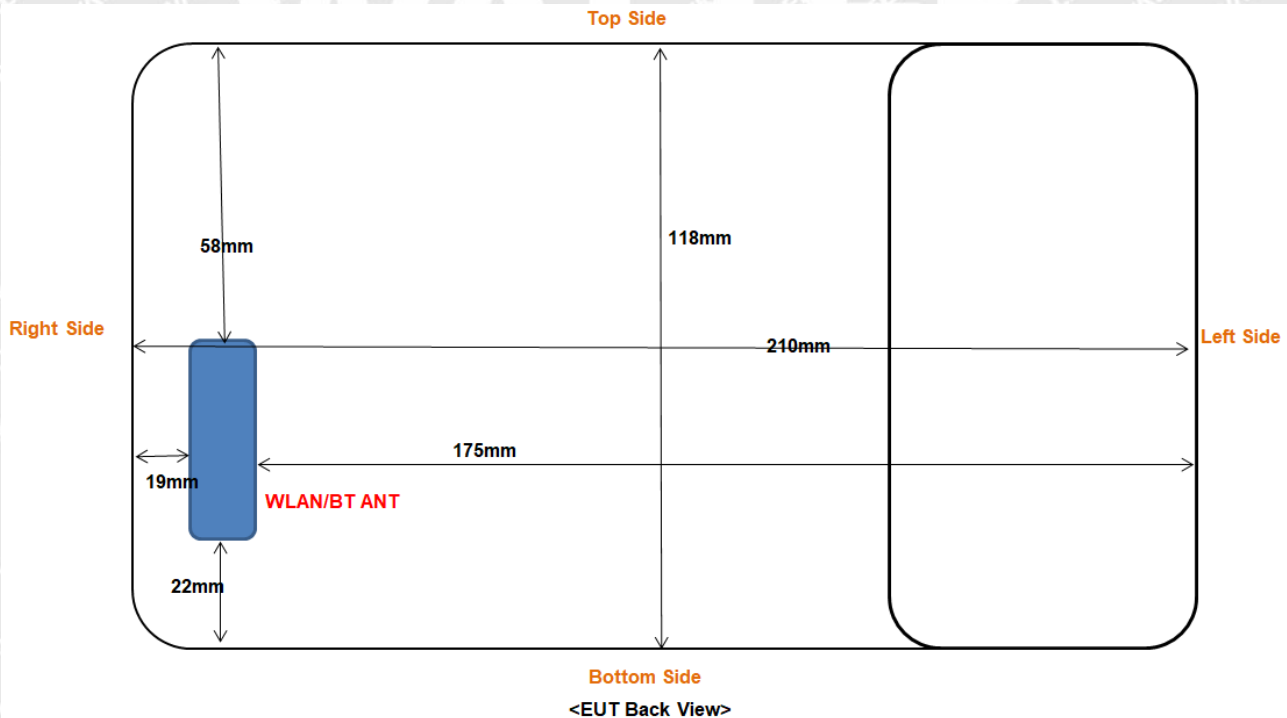 Top Side
58mm
118mm
Right Side
210mm
Left Side
175mm
19mm
WLAN/BT ANT
22mm
Bottom Side
<EUT Back View>